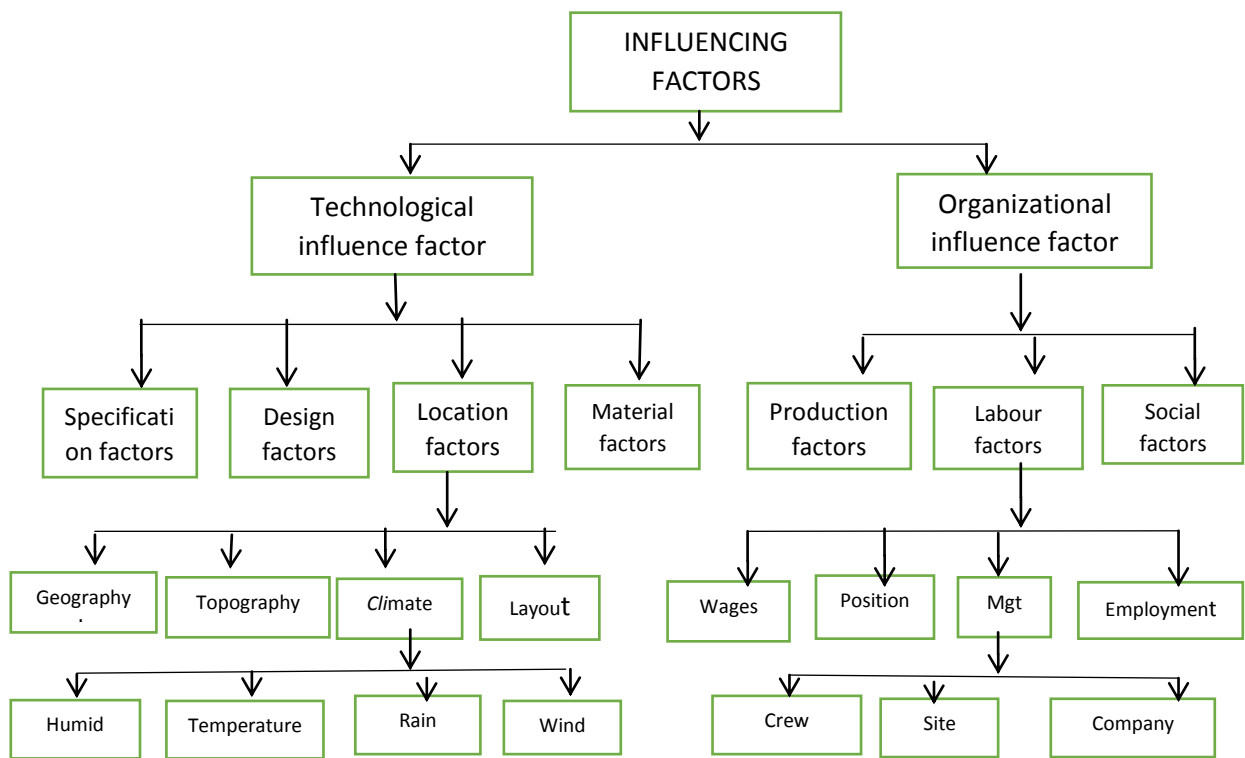 INFLUENCING
FACTORS
Technological
influence factor
Organizational
influence factor
Specificati
on factors
Design
factors
Location
factors
Material
factors
Production
factors
Labour
factors
Social
factors
Geography
.
Topography
Climate
Layout
Wages
Position
Mgt
Employment
Humid
Temperature
Rain
Wind
Crew
Site
Company